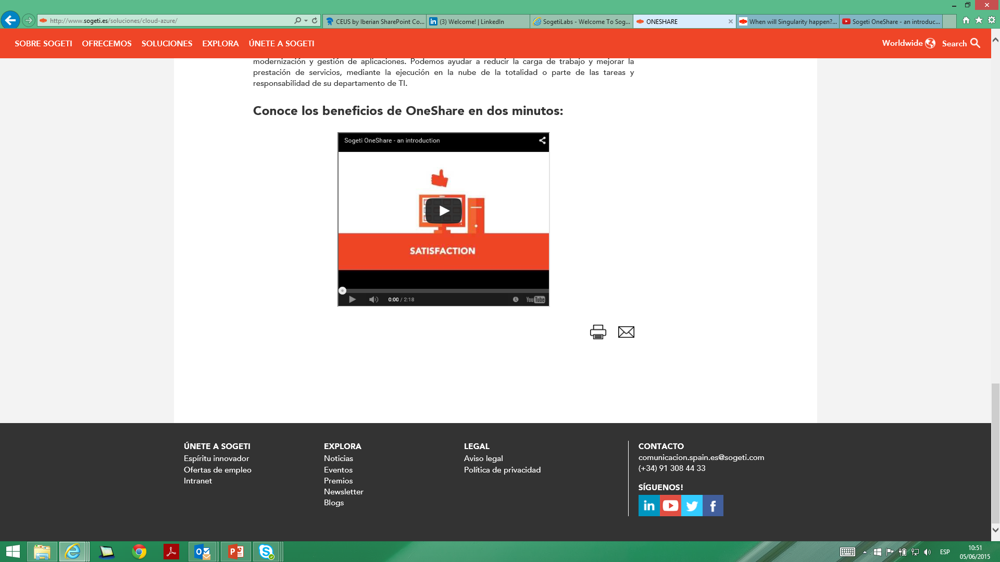 http://www.sogeti.es/soluciones/cloud-azure/
CEUS by Iberian SharePoint Co...
(3) Welcome! | LinkedIn
SogetiLabs - Welcome To Sog...
ONESHARE
When will Singularity happen?...
Sogeti OneShare - an introduc...
SOBRE SOGETI OFRECEMOS SOLUCIONES EXPLORA ÚNETE A SOGETI
Worldwide Search
modernización y gestión de aplicaciones. Podemos ayudar a reducir la carga de trabajo y mejorar la
prestación de servicios, mediante la ejecución en la nube de la totalidad o parte de las tareas y
responsabilidad de su departamento de TI.
Conoce los beneficios de OneShare en dos minutos:
Sogeti OneShare - an introduction
SATISFACTION
0:00 / 2:18
YouTube
ÚNETE A SOGETI
Espíritu innovador
Ofertas de empleo
Intranet
EXPLORA
Noticias
Eventos
Premios
Newsletter
Blogs
LEGAL
Aviso legal
Política de privacidad
CONTACTO
comunicacion.spain.es@sogeti.com
(+34) 91 308 44 33
SÍGUENOS!
ESP
10:51
05/06/2015